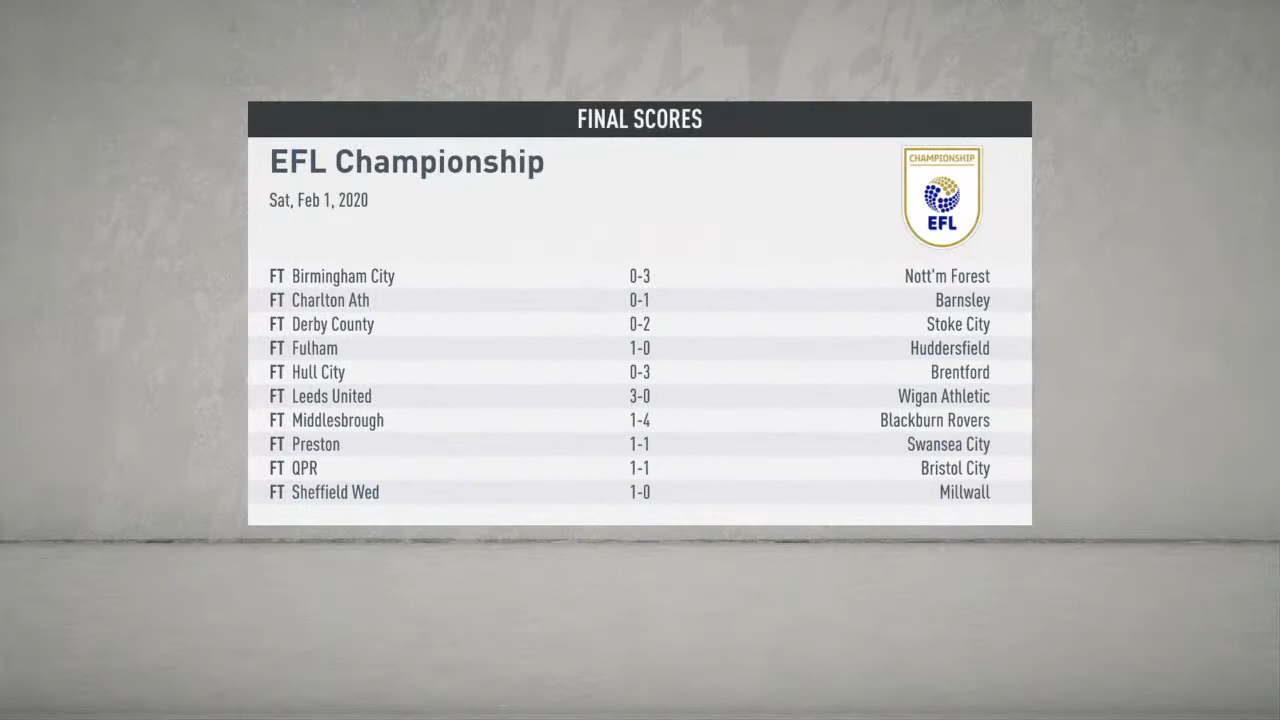 FINAL SCORES
EFL Championship
Sat, Feb 1, 2020
CHAMPIONSHIP
EFL
FT Birmingham City 0-3 Nott'm Forest
FT Charlton Ath 0-1 Barnsley
FT Derby County 0-2 Stoke City
FT Fulham 1-0 Huddersfield
FT Hull City 0-3 Brentford
FT Leeds United 3-0 Wigan Athletic
FT Middlesbrough 1-4 Blackburn Rovers
FT Preston 1-1 Swansea City
FT QPR 1-1 Bristol City
FT Sheffield Wed 1-0 Millwall